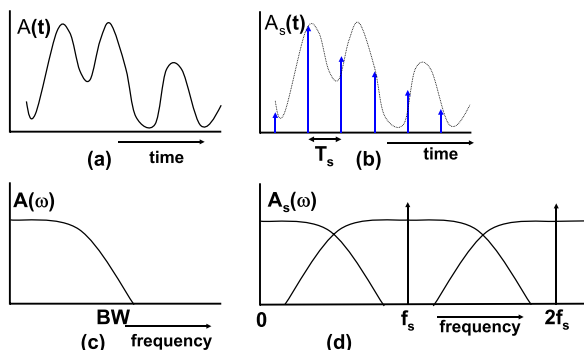 A(t)
time
(a)
As(t)
Ts
(b)
time
A(ω)
BW
(c)
frequency
As(ω)
0
fs
frequency
2fs
(d)